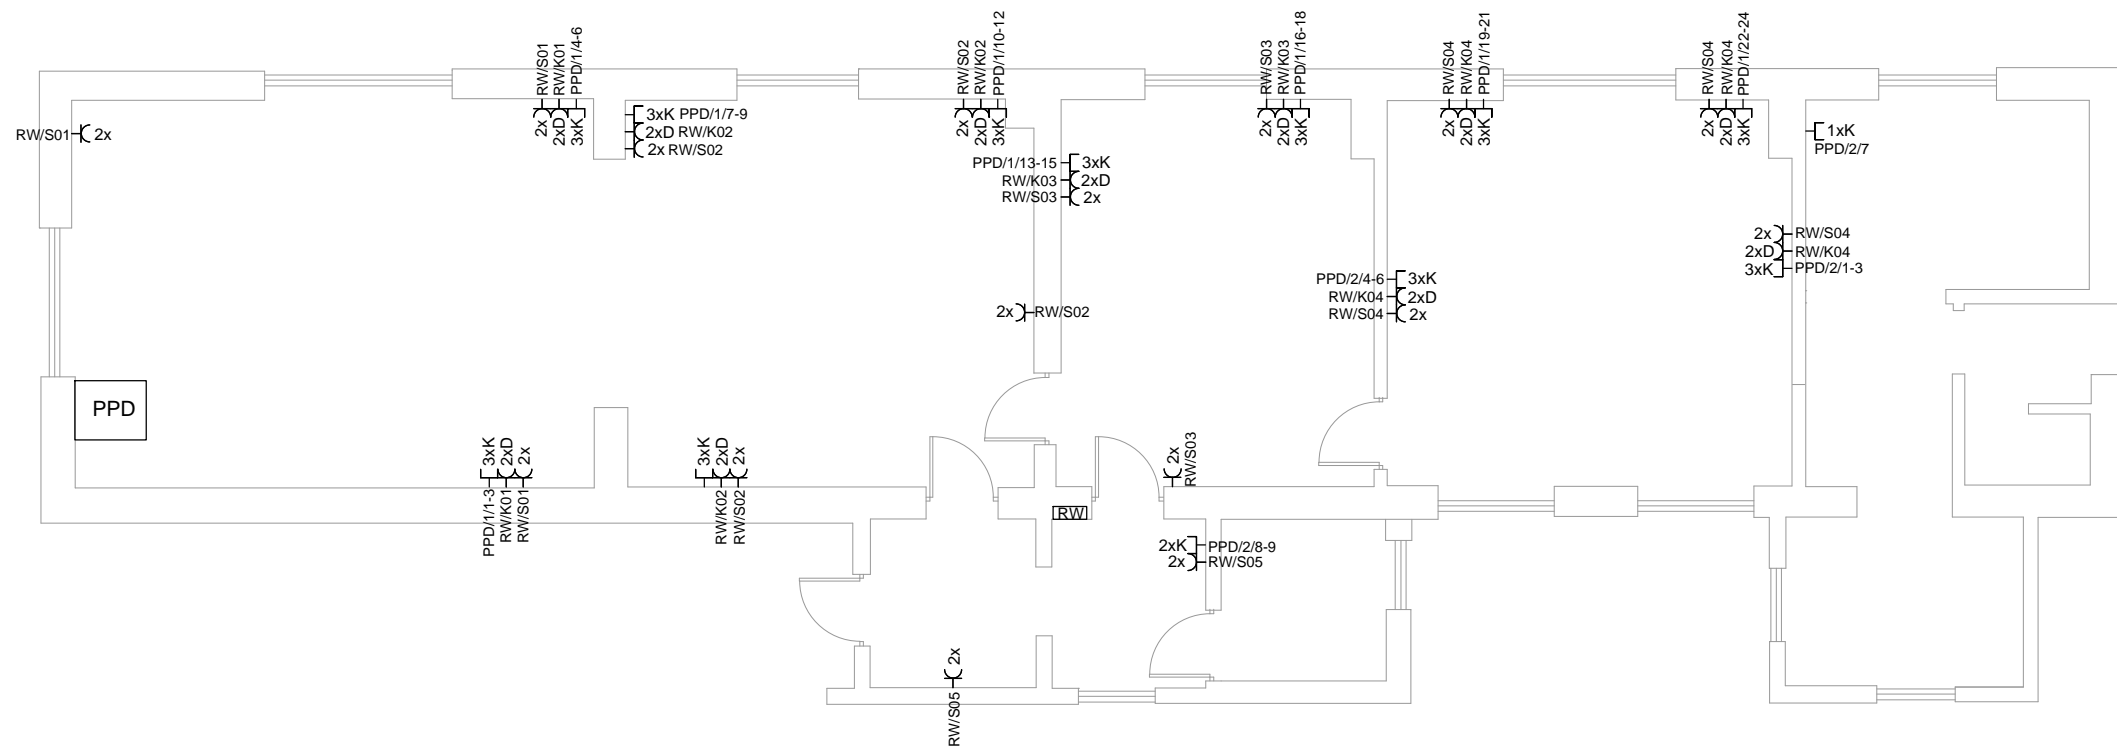 RW/S01
RW/K01
PPD/1/4-6
2x
2xD
3xK
RW/S02
RW/K02
PPD/1/10-12
2x
2xD
3xK
RW/S03
RW/K03
PPD/1/16-18
2x
2xD
3xK
RW/S04
RW/K04
PPD/1/19-21
2x
2xD
3xK
RW/S04
RW/K04
PPD/1/22-24
2x
2xD
3xK
RW/S01 2x
3xK PPD/1/7-9
2xD RW/K02
2x RW/S02
1xK
PPD/2/7
PPD/1/13-15 3xK
RW/K03 2xD
RW/S03 2x
2x RW/S04
2xD RW/K04
3xK PPD/2/1-3
PPD/2/4-6 3xK
RW/K04 2xD
RW/S04 2x
2x RW/S02
PPD
3xK
2xD
2x
PPD/1/1-3
RW/K01
RW/S01
3xK
2xD
2x
RW/K02
RW/S02
2x
RW/S03
RW
2xK PPD/2/8-9
2x RW/S05
2x
RW/S05